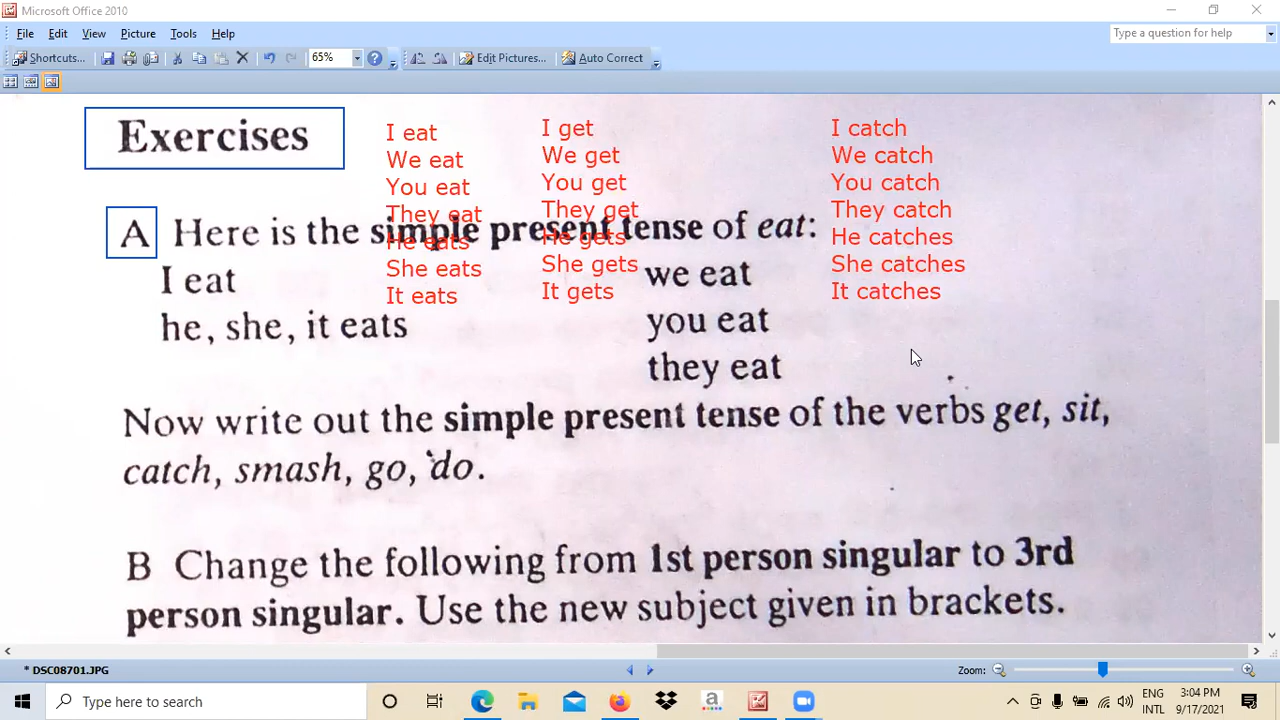 Microsoft Office 2010
File Edit View Picture Tools Help
Type a question for help
Shortcuts... 65% Edit Pictures... Auto Correct
Exercises
I eat
We eat
You eat
They eat
He eats
She eats
It eats
I get
We get
You get
They get
He gets
She gets
It gets
I catch
We catch
You catch
They catch
He catches
She catches
It catches
A Here is the simple present tense of eat:
I eat we eat
he, she, it eats you eat
they eat
Now write out the simple present tense of the verbs get, sit,
catch, smash, go, do.
B Change the following from 1st person singular to 3rd
person singular. Use the new subject given in brackets.
* DSC08701.JPG Zoom:
Type here to search
ENG 3:04 PM
INTL 9/17/2021